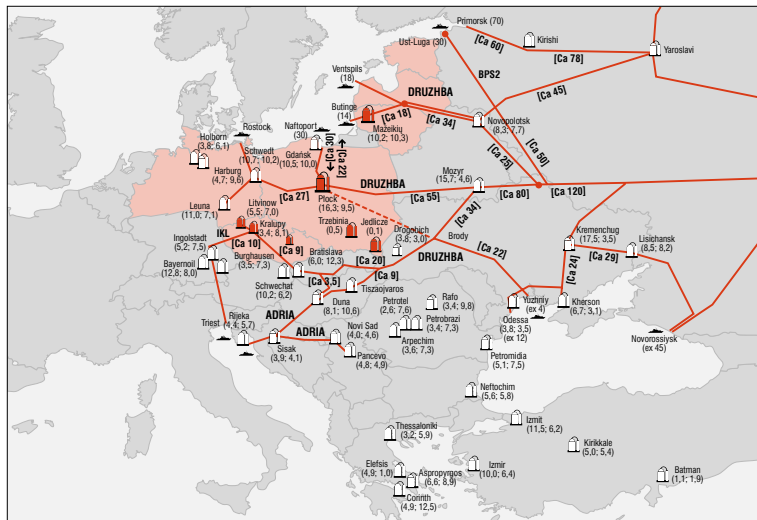 Primorsk (70)
Kirishi
[Ca 60]
Ust-Luga (30)
Yaroslavi
[Ca 78]
BPS2
Ventspils
(18)
DRUZHBA
[Ca 45]
Butinge
(14)
[Ca 18]
Mažeikių
(10,2; 10,3)
[Ca 34]
Novopolotsk
(8,3; 7,7)
Rostock
Naftoport
(30)
[Ca 30]
[Ca 22]
Holborn
(3,8; 6,1)
Schwedt
(10,7; 10,2)
Gdańsk
(10,5; 10,0)
[Ca 25]
[Ca 50]
Harburg
(4,7; 9,6)
Mozyr
(15,7; 4,6)
DRUZHBA
[Ca 27]
[Ca 55]
[Ca 80]
[Ca 120]
Leuna
(11,0; 7,1)
Litvinow
(5,5; 7,0)
Plock
(16,3; 9,5)
[Ca 34]
Trzebinia
(0,5)
Jedlicze
(0,1)
Drogobich
(3,8; 3,0)
Kralupy
(3,4; 8,1)
IKL
[Ca 10]
Kremenchug
(17,5; 3,5)
Lisichansk
(8,5; 8,2)
Ingolstadt
(5,2; 7,5)
[Ca 9]
Brody
Burghausen
(3,5; 7,3)
Bratislava
(6,0; 12,3)
[Ca 20]
DRUZHBA
[Ca 22]
[Ca 24]
[Ca 29]
Bayernoil
(12,8; 8,0)
[Ca 9]
Schwechat
(10,2; 6,2)
[Ca 3,5]
Tiszaojvaros
Duna
(8,1; 10,6)
Petrotel
(2,6; 7,6)
Rafo
(3,4; 9,8)
Yuzhniy
(ex 4)
Kherson
(6,7; 3,1)
ADRIA
Rijeka
(4,4; 5,7)
Triest
Novi Sad
(4,0; 4,6)
Petrobrazi
(3,4; 7,3)
Odessa
(3,8; 3,5)
(ex 12)
ADRIA
Arpechim
(3,6; 7,3)
Novorossiysk
(ex 45)
Sisak
(3,9; 4,1)
Pancevo
(4,8; 4,9)
Petromidia
(5,1; 7,5)
Neftochim
(5,6; 5,8)
Izmit
(11,5; 6,2)
Thessaloniki
(3,2; 5,9)
Kirikkale
(5,0; 5,4)
Elefsis
(4,9; 1,0)
Aspropyrgos
(6,6; 8,9)
Izmir
(10,0; 6,4)
Batman
(1,1; 1,9)
Corinth
(4,9; 12,5)